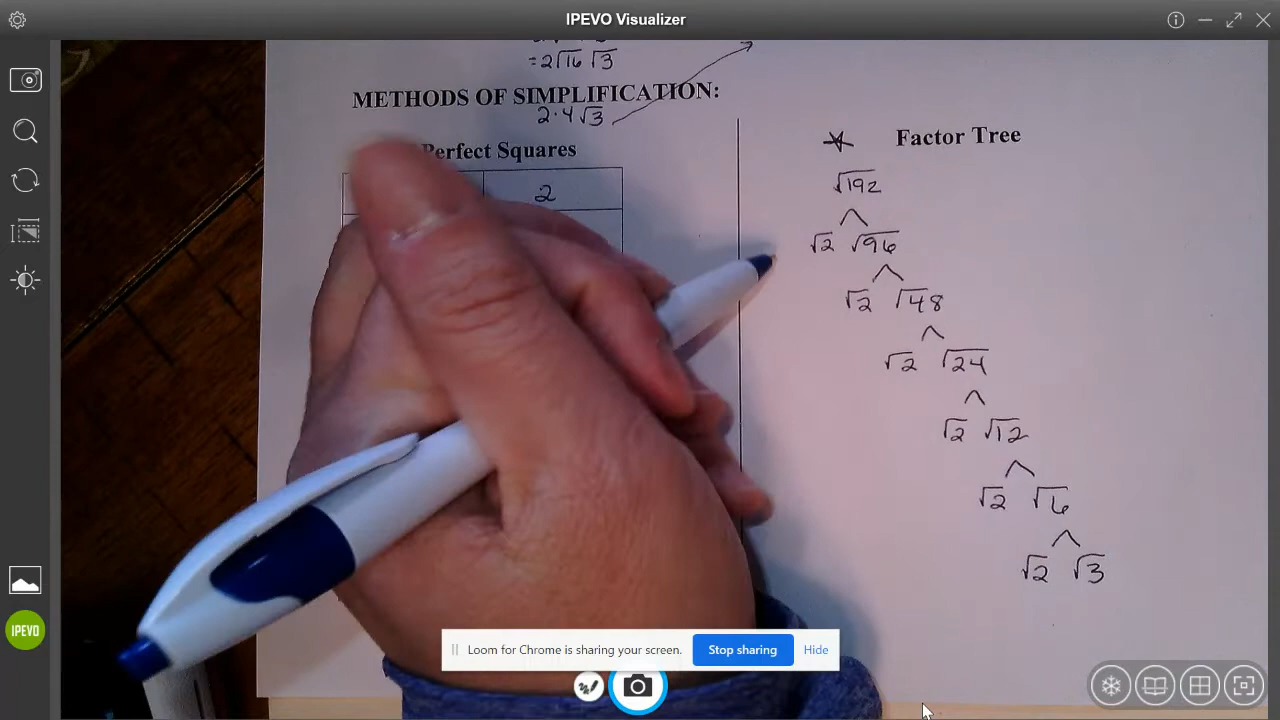 IPEVO Visualizer
= 2√16 √3
METHODS OF SIMPLIFICATION:
2 · 4√3
Perfect Squares
2
Factor Tree
√192
√2 √96
√2 √48
√2 √24
√2 √12
√2 √6
√2 √3
Loom for Chrome is sharing your screen.
Stop sharing
Hide
IPEVO